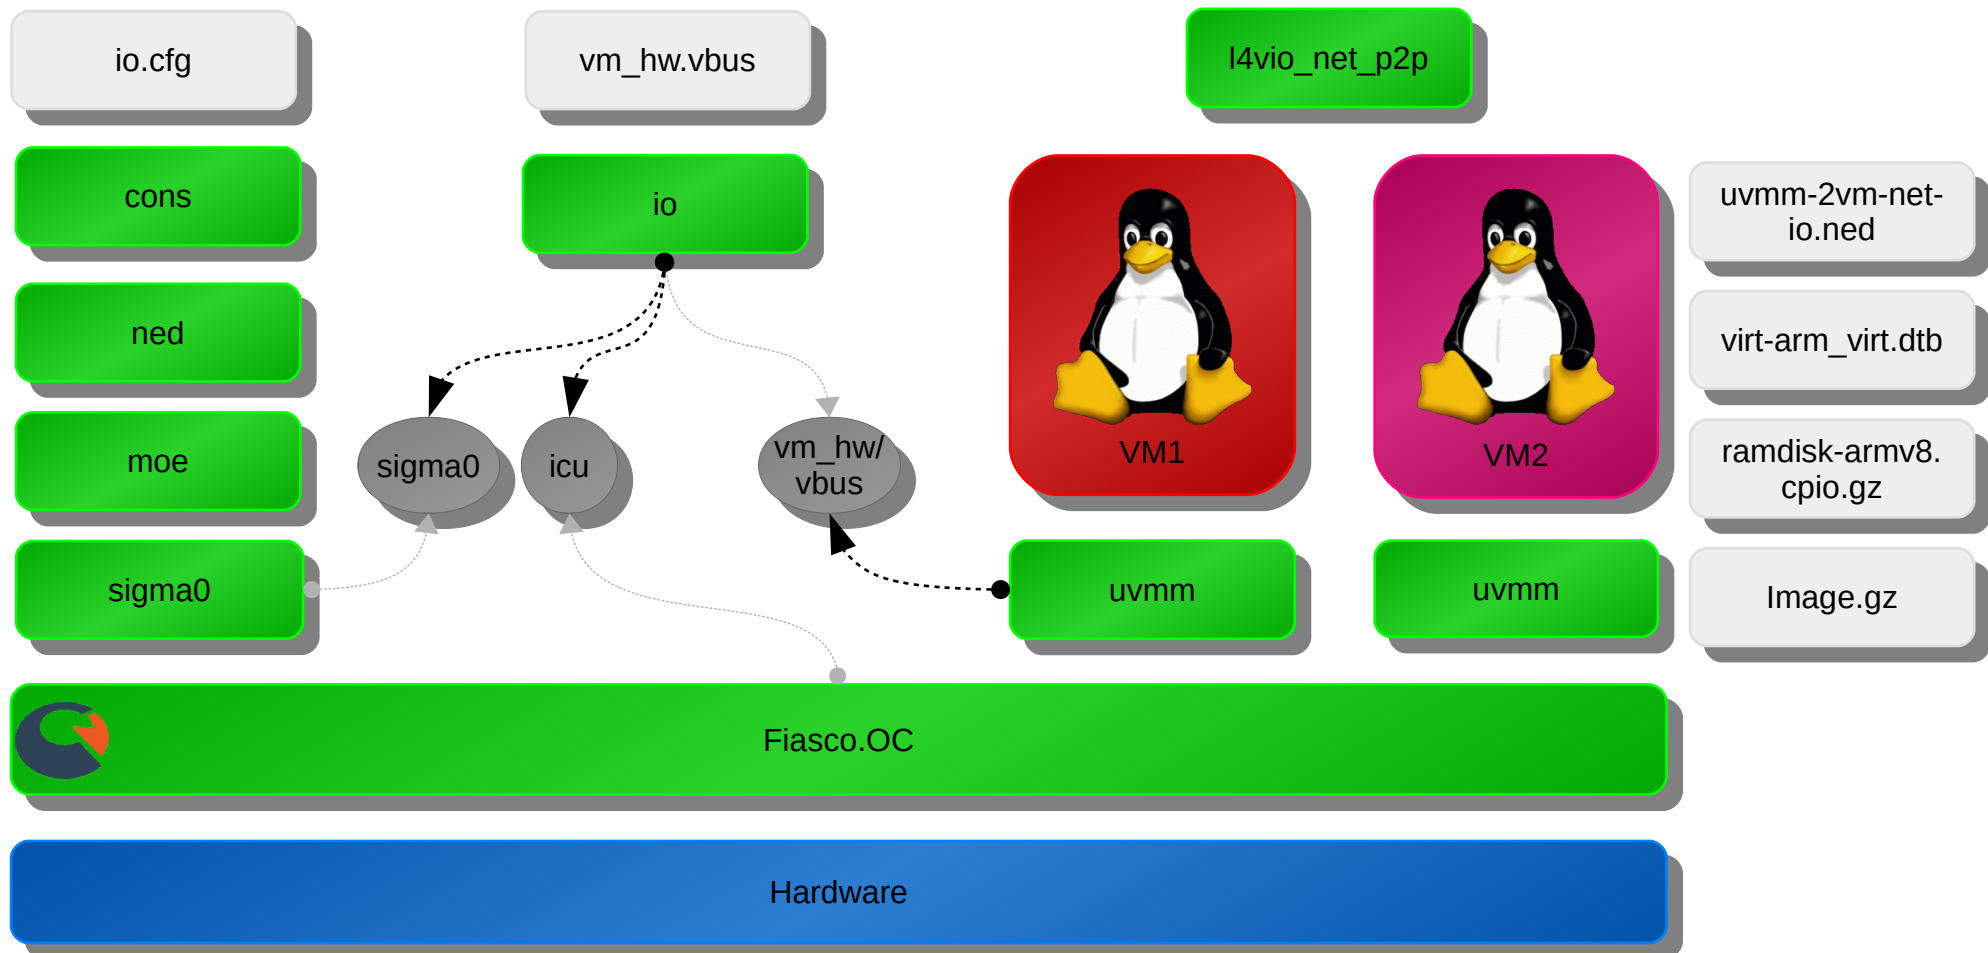 io.cfg
vm_hw.vbus
l4vio_net_p2p
cons
io
uvmm-2vm-net-
io.ned
ned
virt-arm_virt.dtb
moe
sigma0
icu
vm_hw/
vbus
VM1
VM2
ramdisk-armv8.
cpio.gz
sigma0
uvmm
uvmm
Image.gz
Fiasco.OC
Hardware